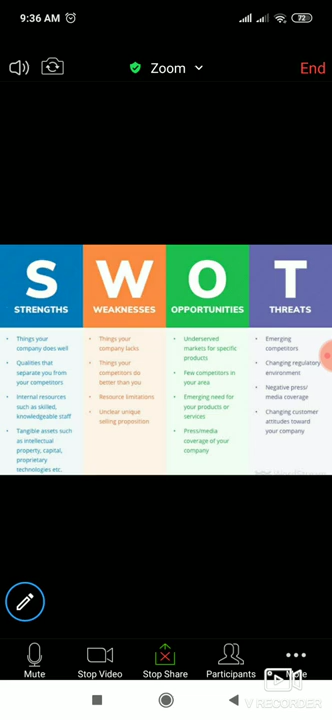 9:36 AM
72
Zoom
End
S W O T
STRENGTHS WEAKNESSES OPPORTUNITIES THREATS
• Things your
company does well
• Qualities that
separate you from
your competitors
• Internal resources
such as skilled,
knowledgeable staff
• Tangible assets such
as intellectual
property, capital,
proprietary
technologies etc.
• Things your
company lacks
• Things your
competitors do
better than you
• Resource limitations
• Unclear unique
selling proposition
• Underserved
markets for specific
products
• Few competitors in
your area
• Emerging need for
your products or
services
• Press/media
coverage of your
company
• Emerging
competitors
• Changing regulatory
environment
• Negative press/
media coverage
• Changing customer
attitudes toward
your company
Mute Stop Video Stop Share Participants More
V RECORDER